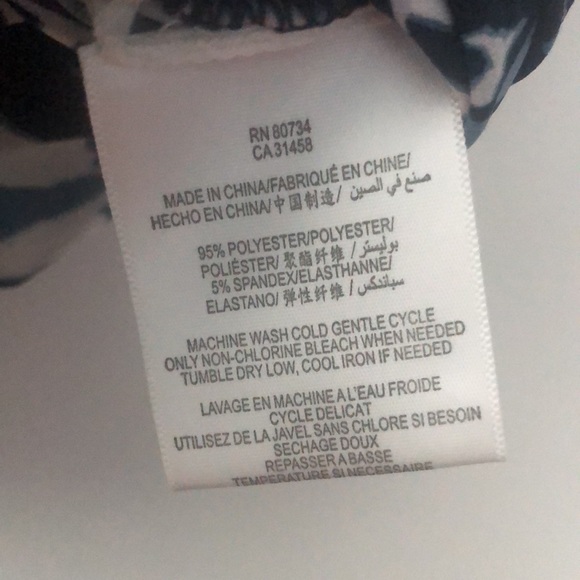 RN 80734
CA 31458
MADE IN CHINA/FABRIQUÉ EN CHINE/
HECHO EN CHINA/中国制造/ صنع في الصين
95% POLYESTER/POLYESTER/
POLIÉSTER/ 聚酯纤维 / بوليستر/
5% SPANDEX/ELASTHANNE/
ELASTANO/ 弹性纤维 / سباندكس
MACHINE WASH COLD GENTLE CYCLE
ONLY NON-CHLORINE BLEACH WHEN NEEDED
TUMBLE DRY LOW, COOL IRON IF NEEDED
LAVAGE EN MACHINE A L'EAU FROIDE
CYCLE DELICAT
UTILISEZ DE LA JAVEL SANS CHLORE SI BESOIN
SECHAGE DOUX
REPASSER A BASSE
TEMPERATURE SI NECESSAIRE